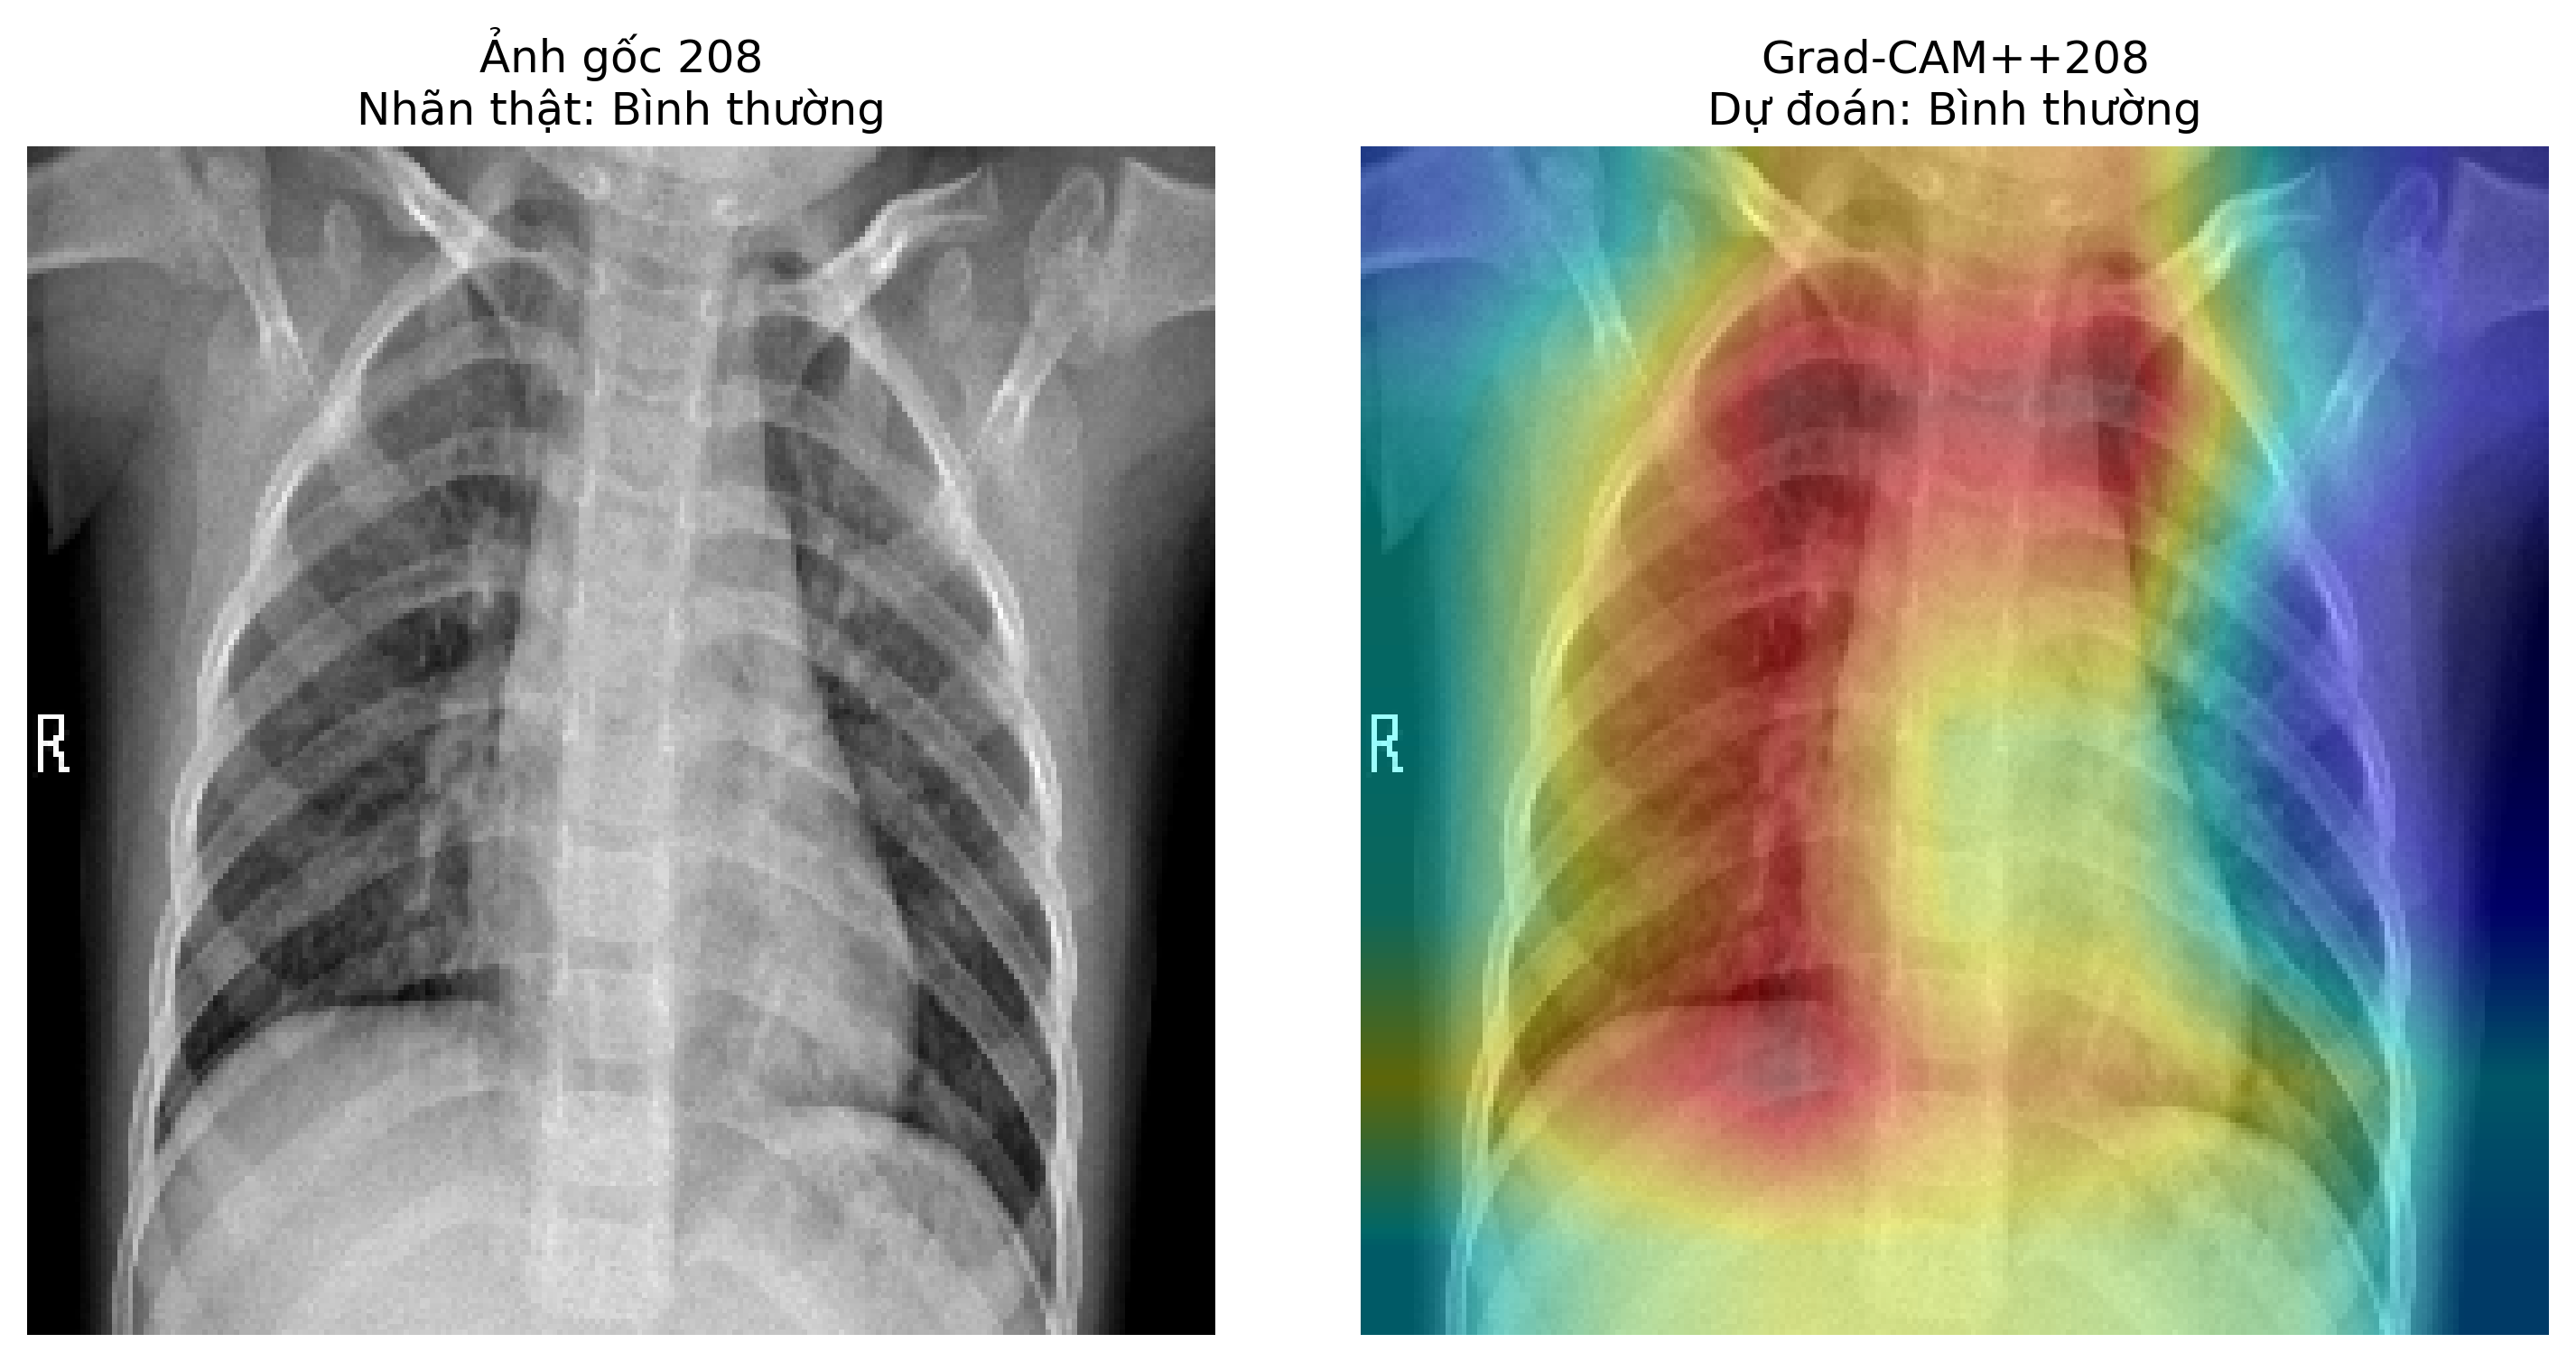 Ảnh gốc 208
Nhãn thật: Bình thường
Grad-CAM++208
Dự đoán: Bình thường
R
R